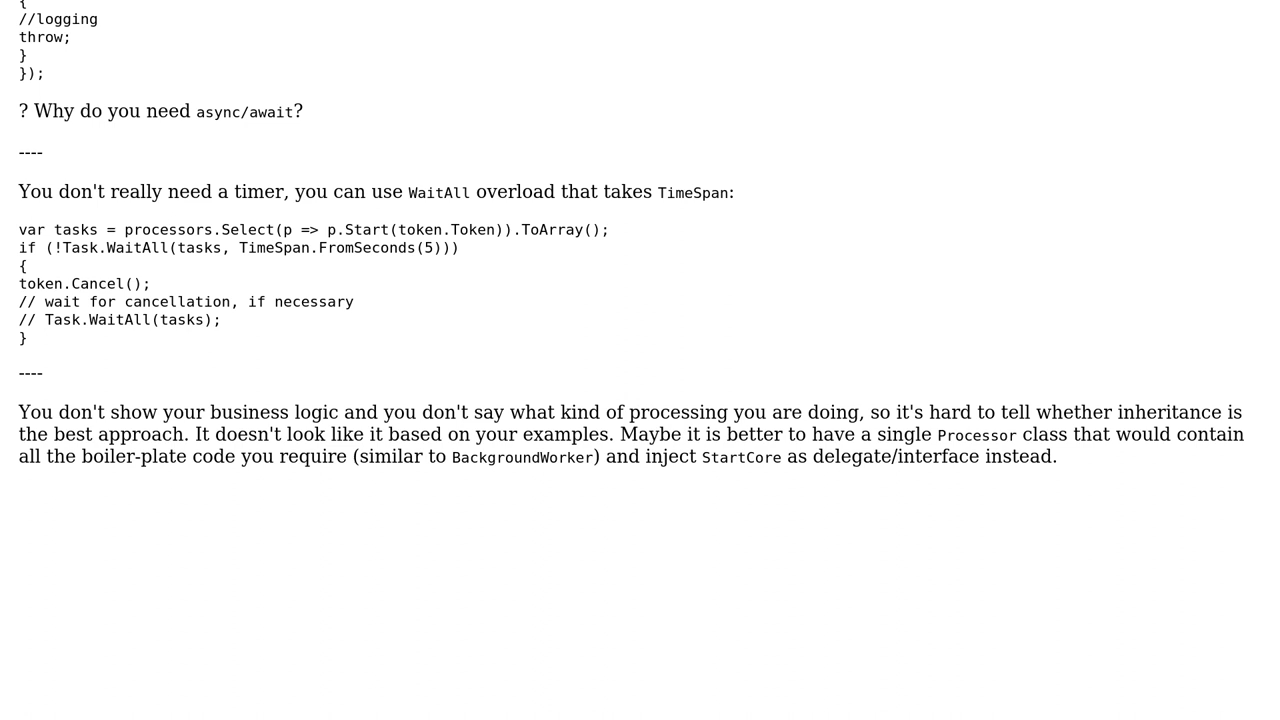 {
//logging
throw;
}
});
? Why do you need async/await?
----
You don't really need a timer, you can use WaitAll overload that takes TimeSpan:
var tasks = processors.Select(p => p.Start(token.Token)).ToArray();
if (!Task.WaitAll(tasks, TimeSpan.FromSeconds(5)))
{
token.Cancel();
// wait for cancellation, if necessary
// Task.WaitAll(tasks);
}
----
You don't show your business logic and you don't say what kind of processing you are doing, so it's hard to tell whether inheritance is
the best approach. It doesn't look like it based on your examples. Maybe it is better to have a single Processor class that would contain
all the boiler-plate code you require (similar to BackgroundWorker) and inject StartCore as delegate/interface instead.